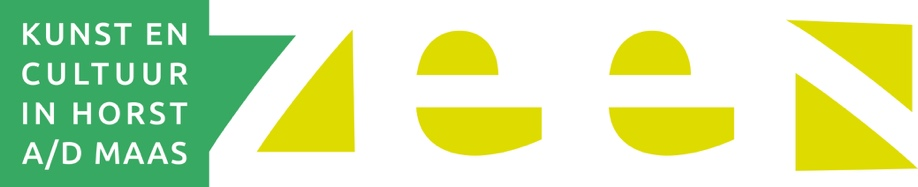 KUNST EN
CULTUUR
IN HORST
A/D MAAS
zeen